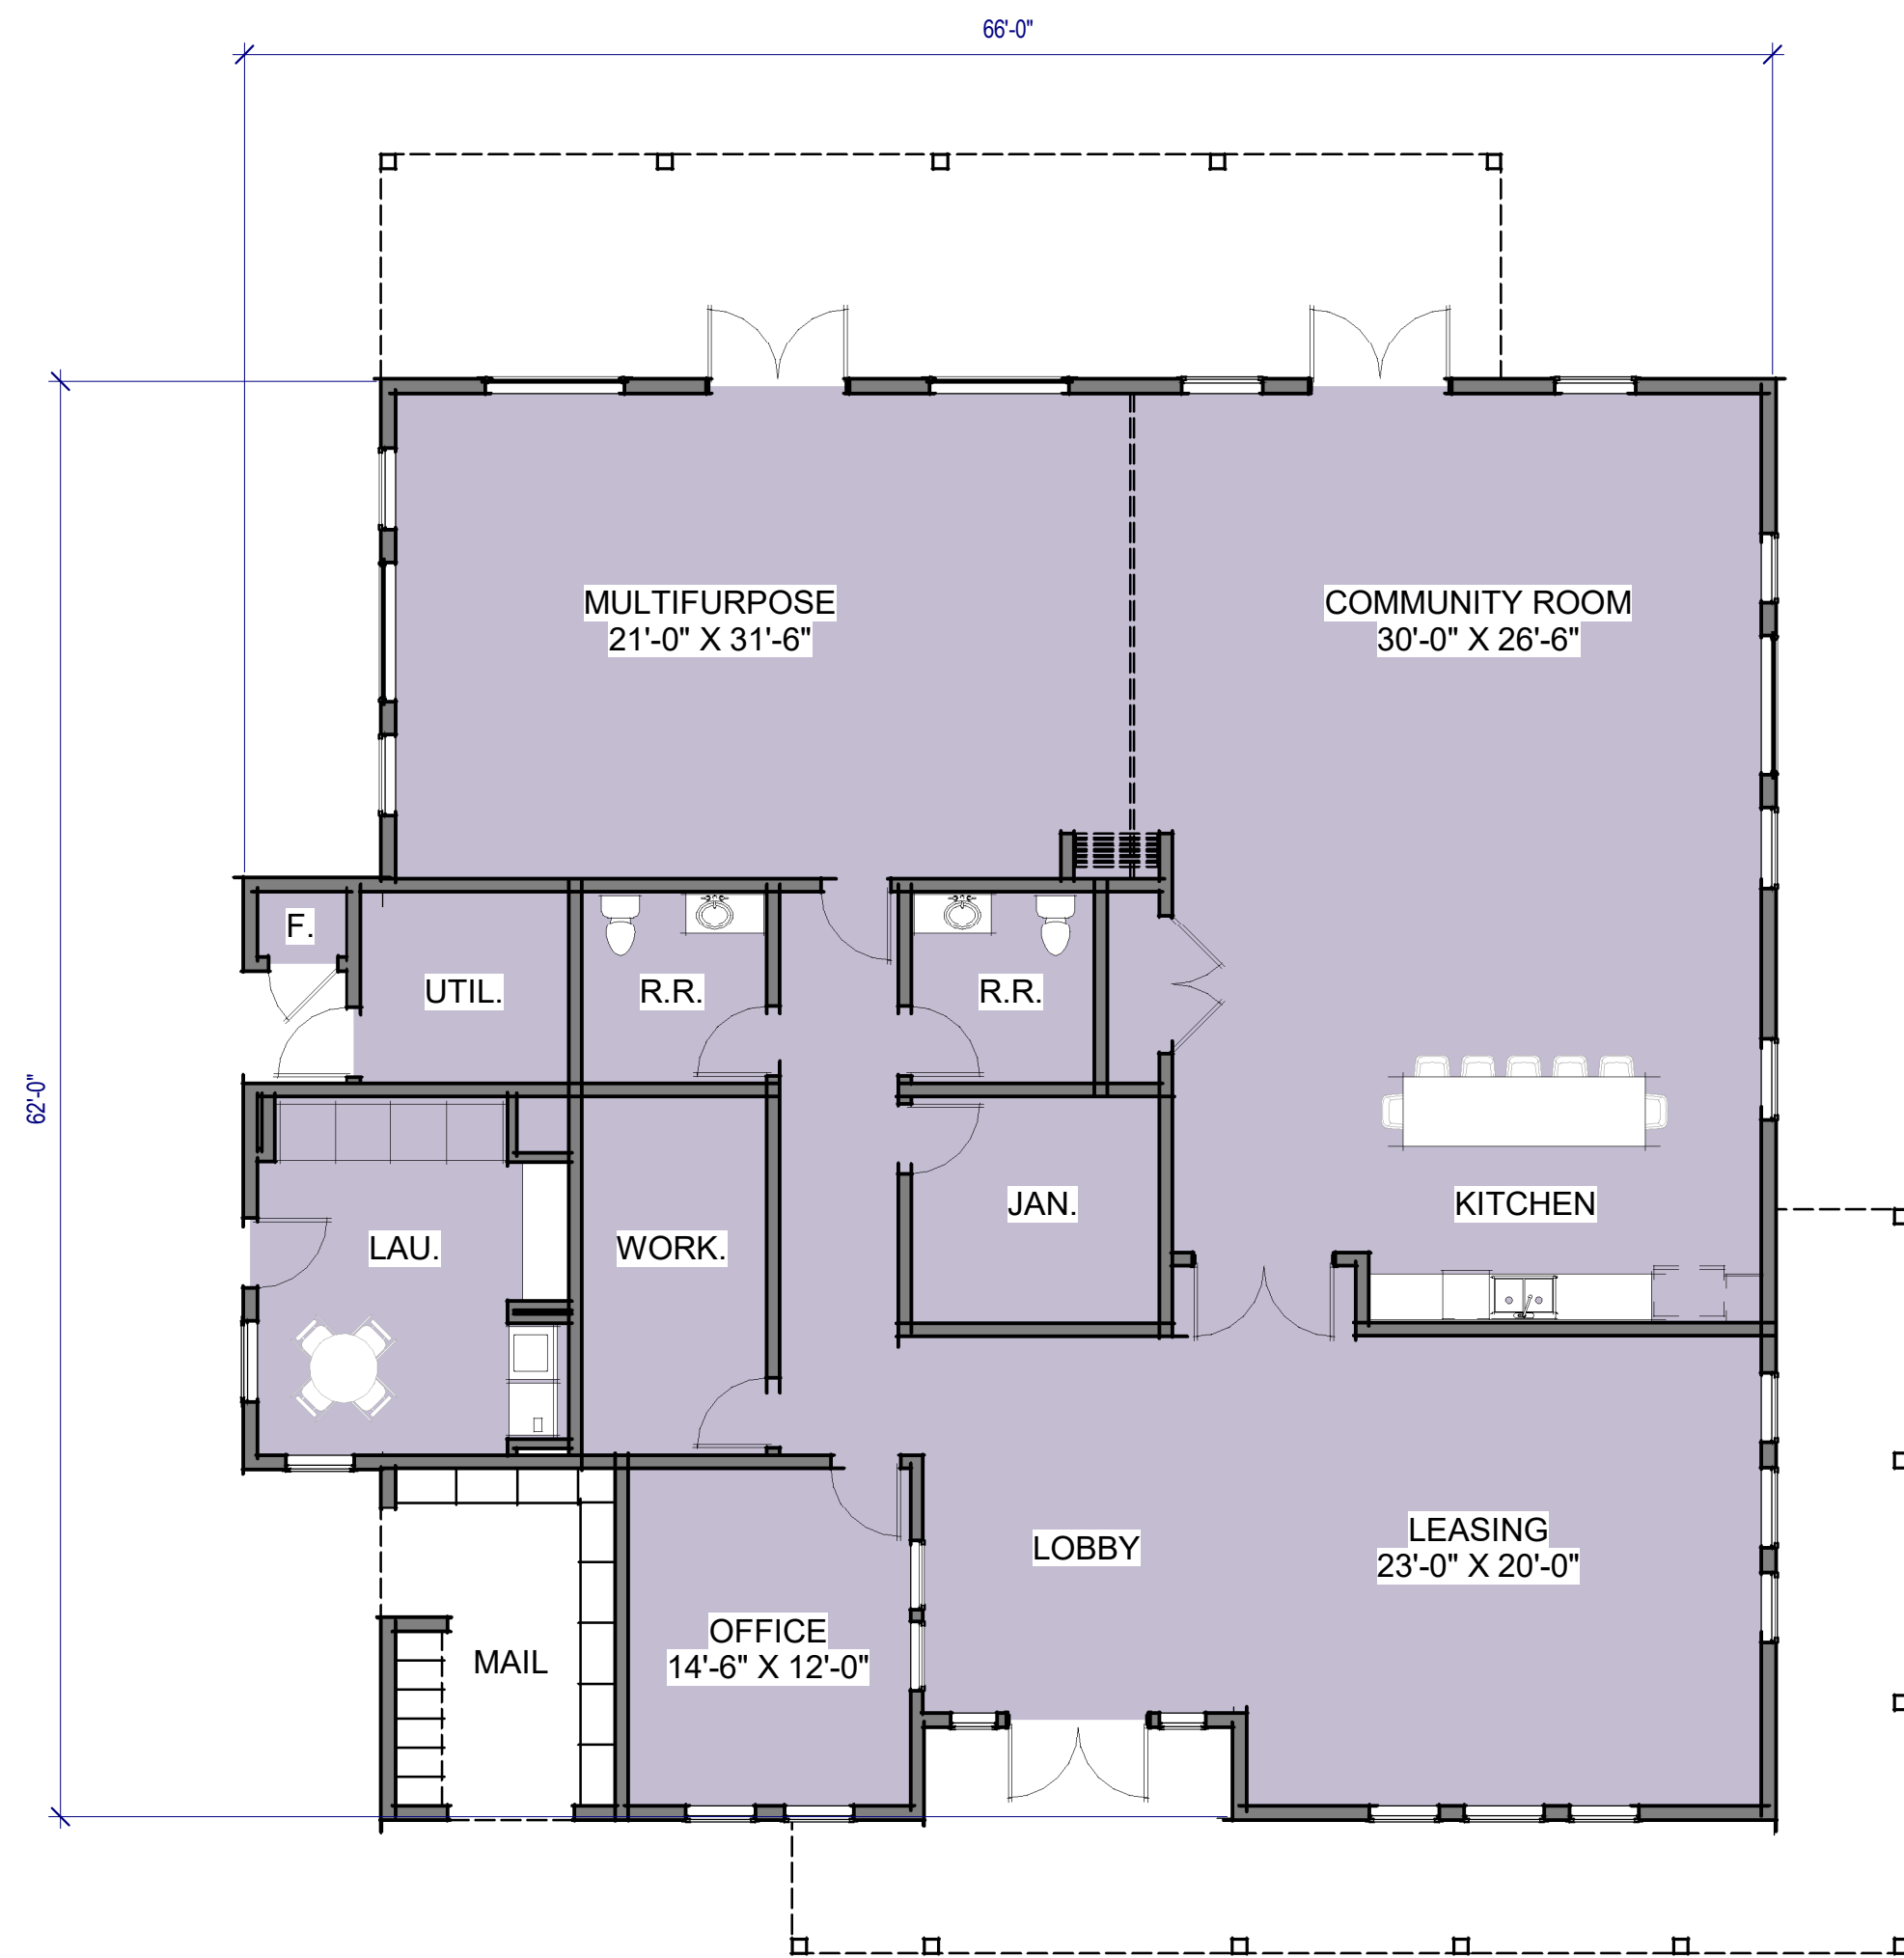 66'-0"
MULTIFURPOSE
21'-0" X 31'-6"
COMMUNITY ROOM
30'-0" X 26'-6"
F.
UTIL.
R.R.
R.R.
62'-0"
LAU.
WORK.
JAN.
KITCHEN
LOBBY
LEASING
23'-0" X 20'-0"
OFFICE
14'-6" X 12'-0"
MAIL